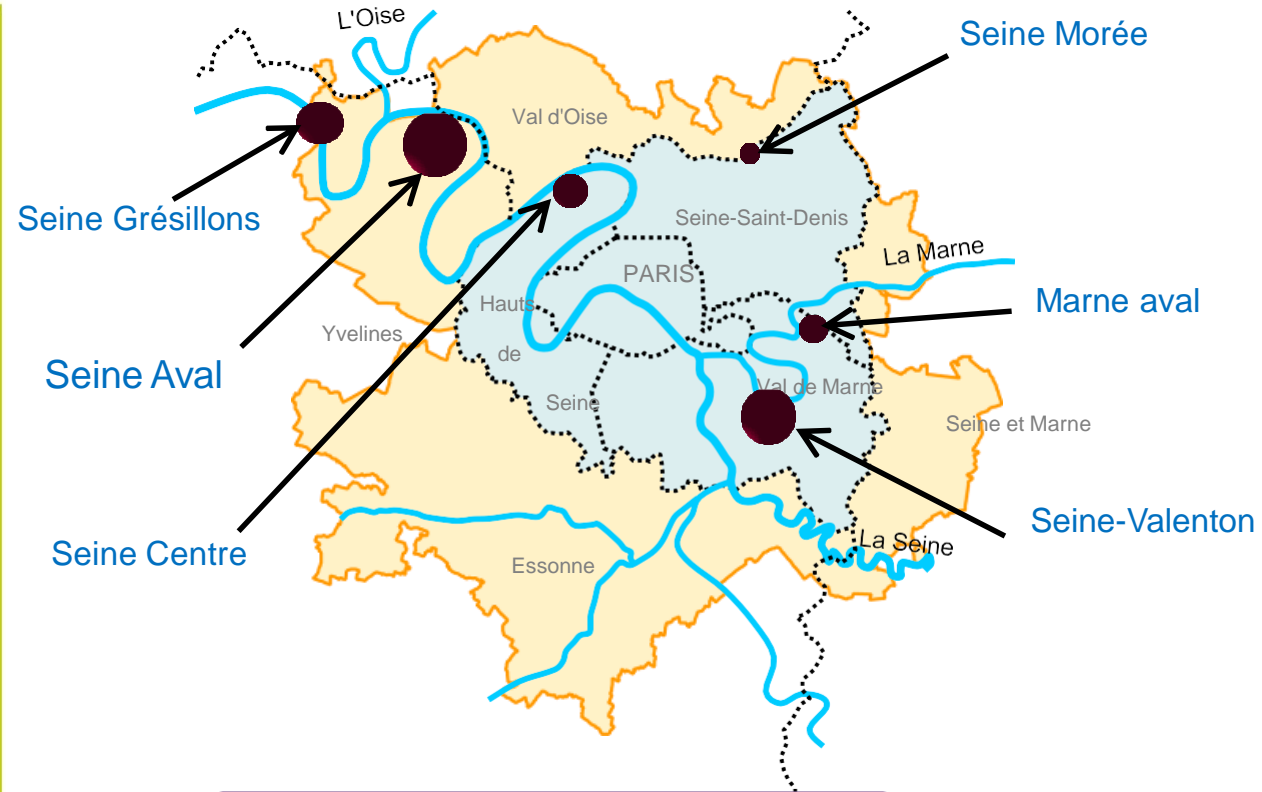 L'Oise
Seine Morée
Val d'Oise
Seine Grésillons
Seine-Saint-Denis
La Marne
PARIS
Marne aval
Hauts
de
Seine
Yvelines
Seine Aval
Val de Marne
Seine et Marne
Seine-Valenton
La Seine
Seine Centre
Essonne